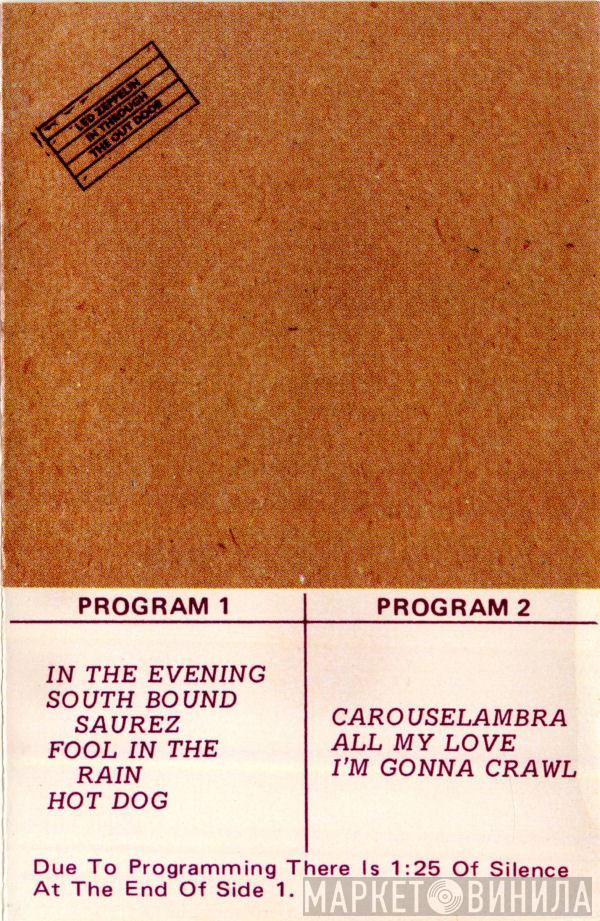 LED ZEPPELIN
IN THROUGH
THE OUT DOOR
PROGRAM 1
PROGRAM 2
IN THE EVENING
SOUTH BOUND
SAUREZ
FOOL IN THE
RAIN
HOT DOG
CAROUSELAMBRA
ALL MY LOVE
I'M GONNA CRAWL
Due To Programming There Is 1:25 Of Silence
At The End Of Side 1.
МАРКЕТ ВИНИЛА